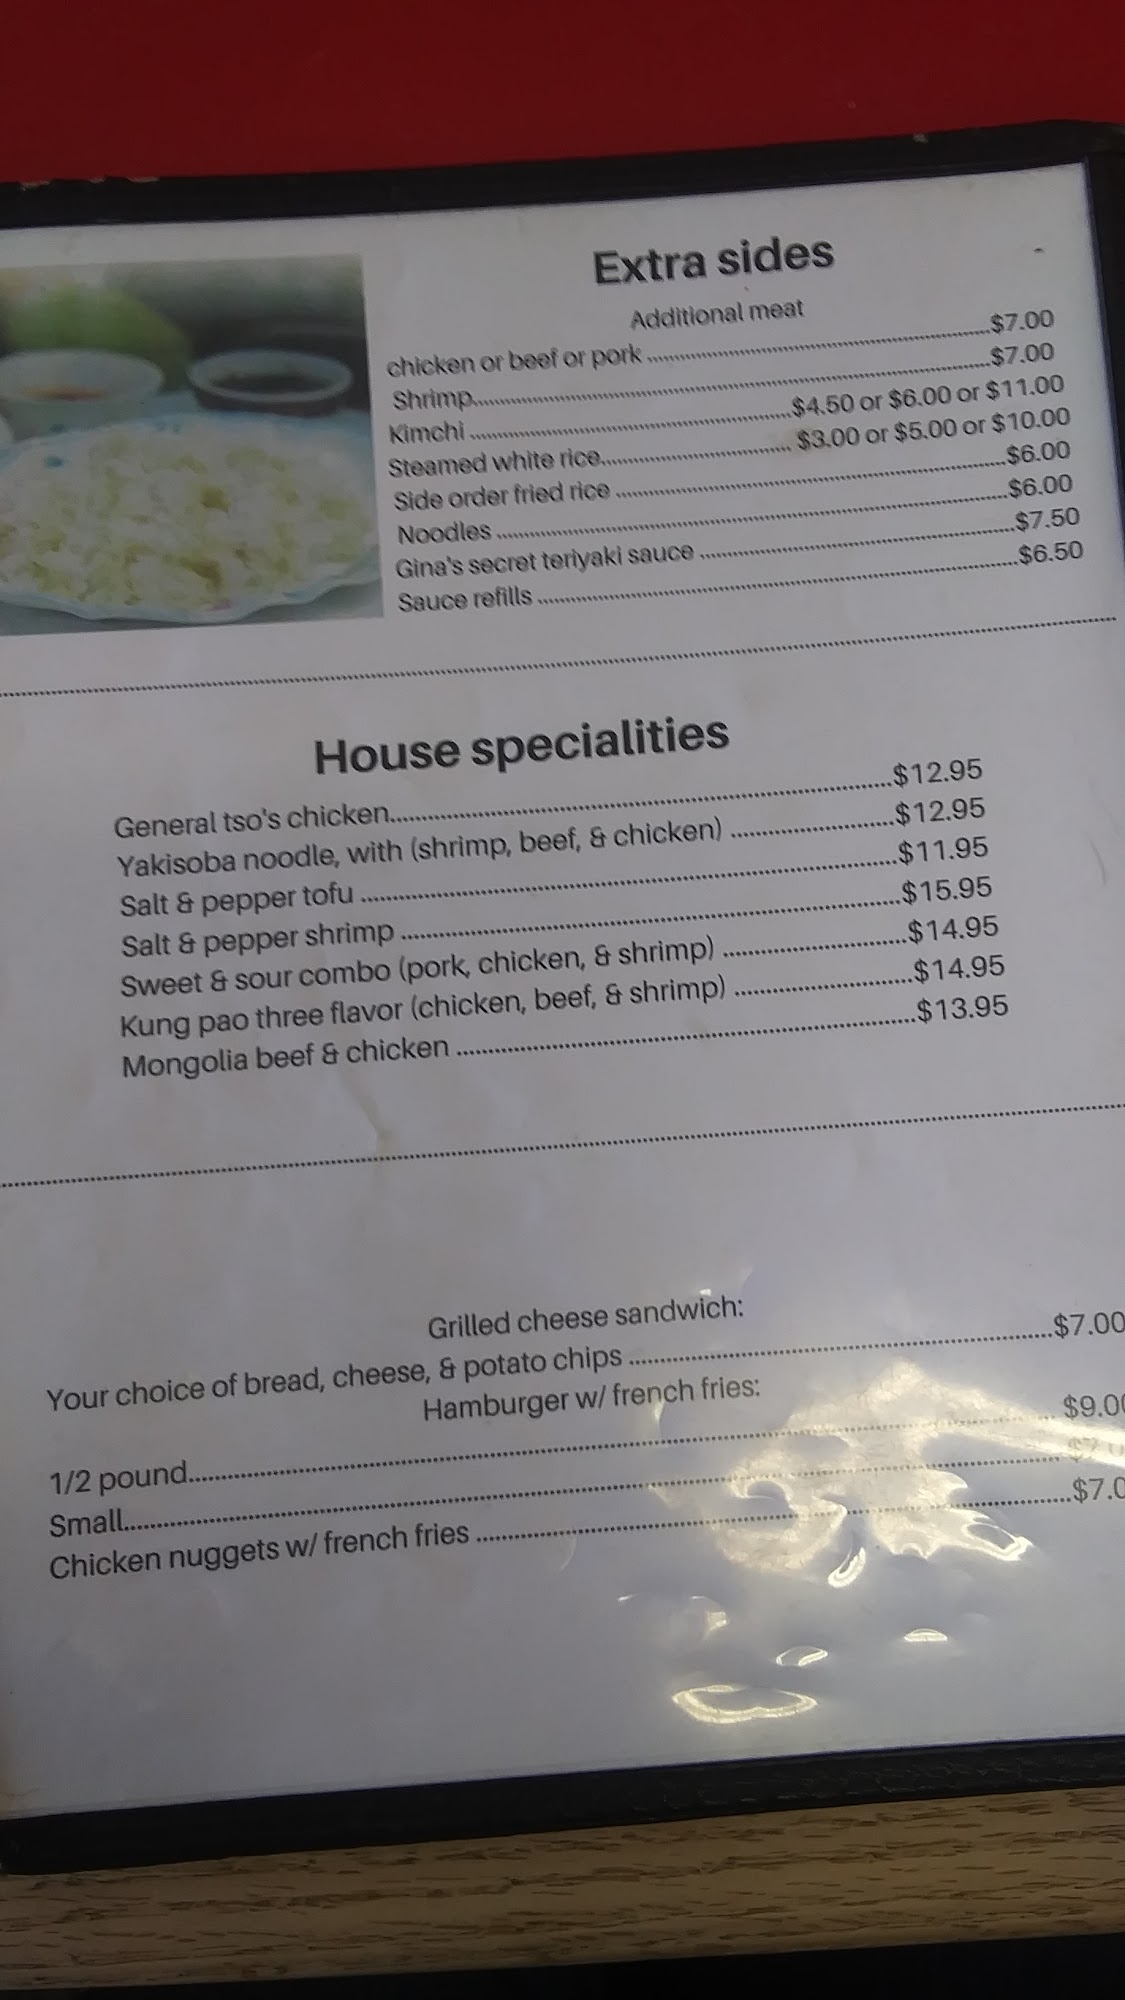 Extra sides
Additional meat
chicken or beef or pork ........ $7.00
Shrimp........ $7.00
Kimchi ........ $4.50 or $6.00 or $11.00
Steamed white rice........ $3.00 or $5.00 or $10.00
Side order fried rice ........ $6.00
Noodles ........ $6.00
Gina's secret teriyaki sauce ........ $7.50
Sauce refills ........ $6.50
House specialities
General tso's chicken........ $12.95
Yakisoba noodle, with (shrimp, beef, & chicken) ........ $12.95
Salt & pepper tofu ........ $11.95
Salt & pepper shrimp ........ $15.95
Sweet & sour combo (pork, chicken, & shrimp) ........ $14.95
Kung pao three flavor (chicken, beef, & shrimp) ........ $14.95
Mongolia beef & chicken ........ $13.95
Grilled cheese sandwich:
Your choice of bread, cheese, & potato chips ........ $7.00
Hamburger w/ french fries:
1/2 pound........ $9.00
Small........
Chicken nuggets w/ french fries ........ $7.0